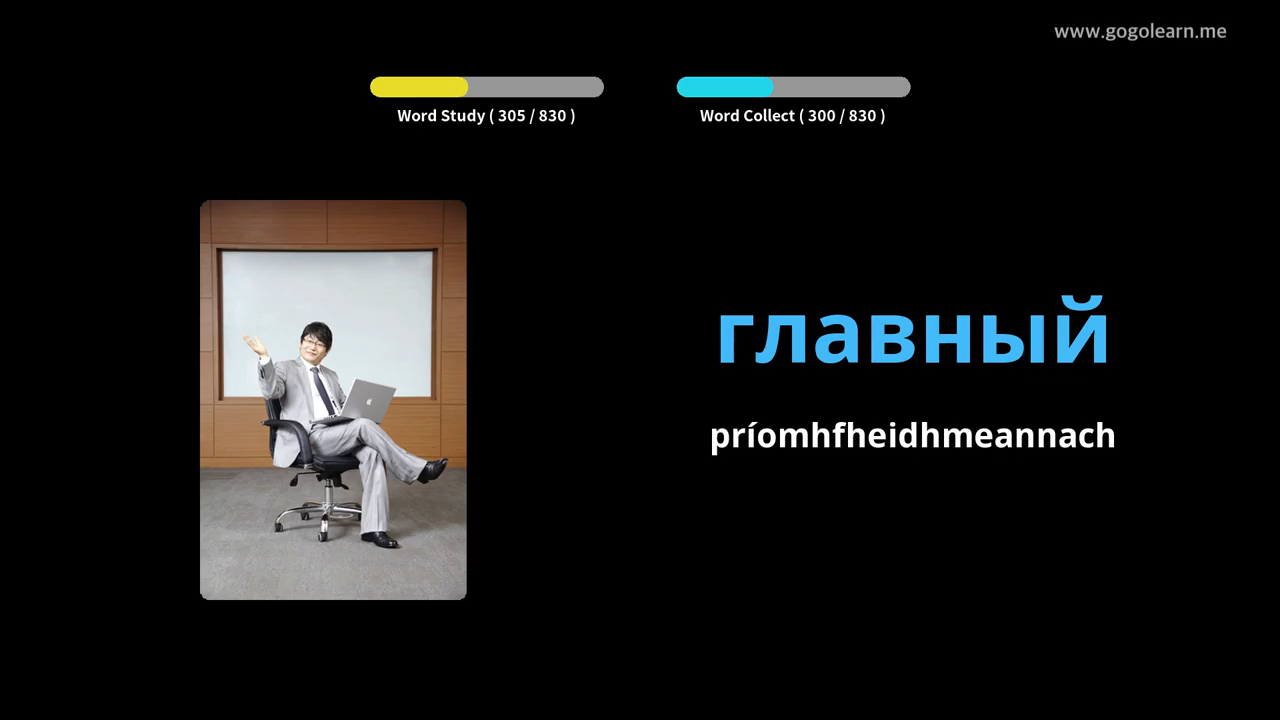 www.gogolearn.me
Word Study ( 305 / 830 )
Word Collect ( 300 / 830 )
главный
príomhfheidhmeannach